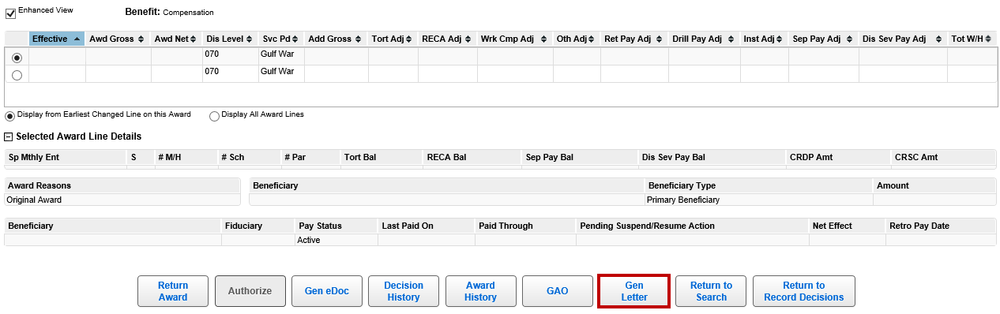 Enhanced View Benefit: Compensation
Effective Awd Gross Awd Net Dis Level Svc Pd Add Gross Tort Adj RECA Adj Wrk Cmp Adj Oth Adj Ret Pay Adj Drill Pay Adj Inst Adj Sep Pay Adj Dis Sev Pay Adj Tot W/H
070 Gulf War
070 Gulf War
Display from Earliest Changed Line on this Award Display All Award Lines
Selected Award Line Details
Sp Mthly Ent S # M/H # Sch # Par Tort Bal RECA Bal Sep Pay Bal Dis Sev Pay Bal CRDP Amt CRSC Amt
Award Reasons Beneficiary Beneficiary Type Amount
Original Award Primary Beneficiary
Beneficiary Fiduciary Pay Status Last Paid On Paid Through Pending Suspend/Resume Action Net Effect Retro Pay Date
Active
Return
Award
Authorize
Gen eDoc
Decision
History
Award
History
GAO
Gen
Letter
Return to
Search
Return to
Record Decisions